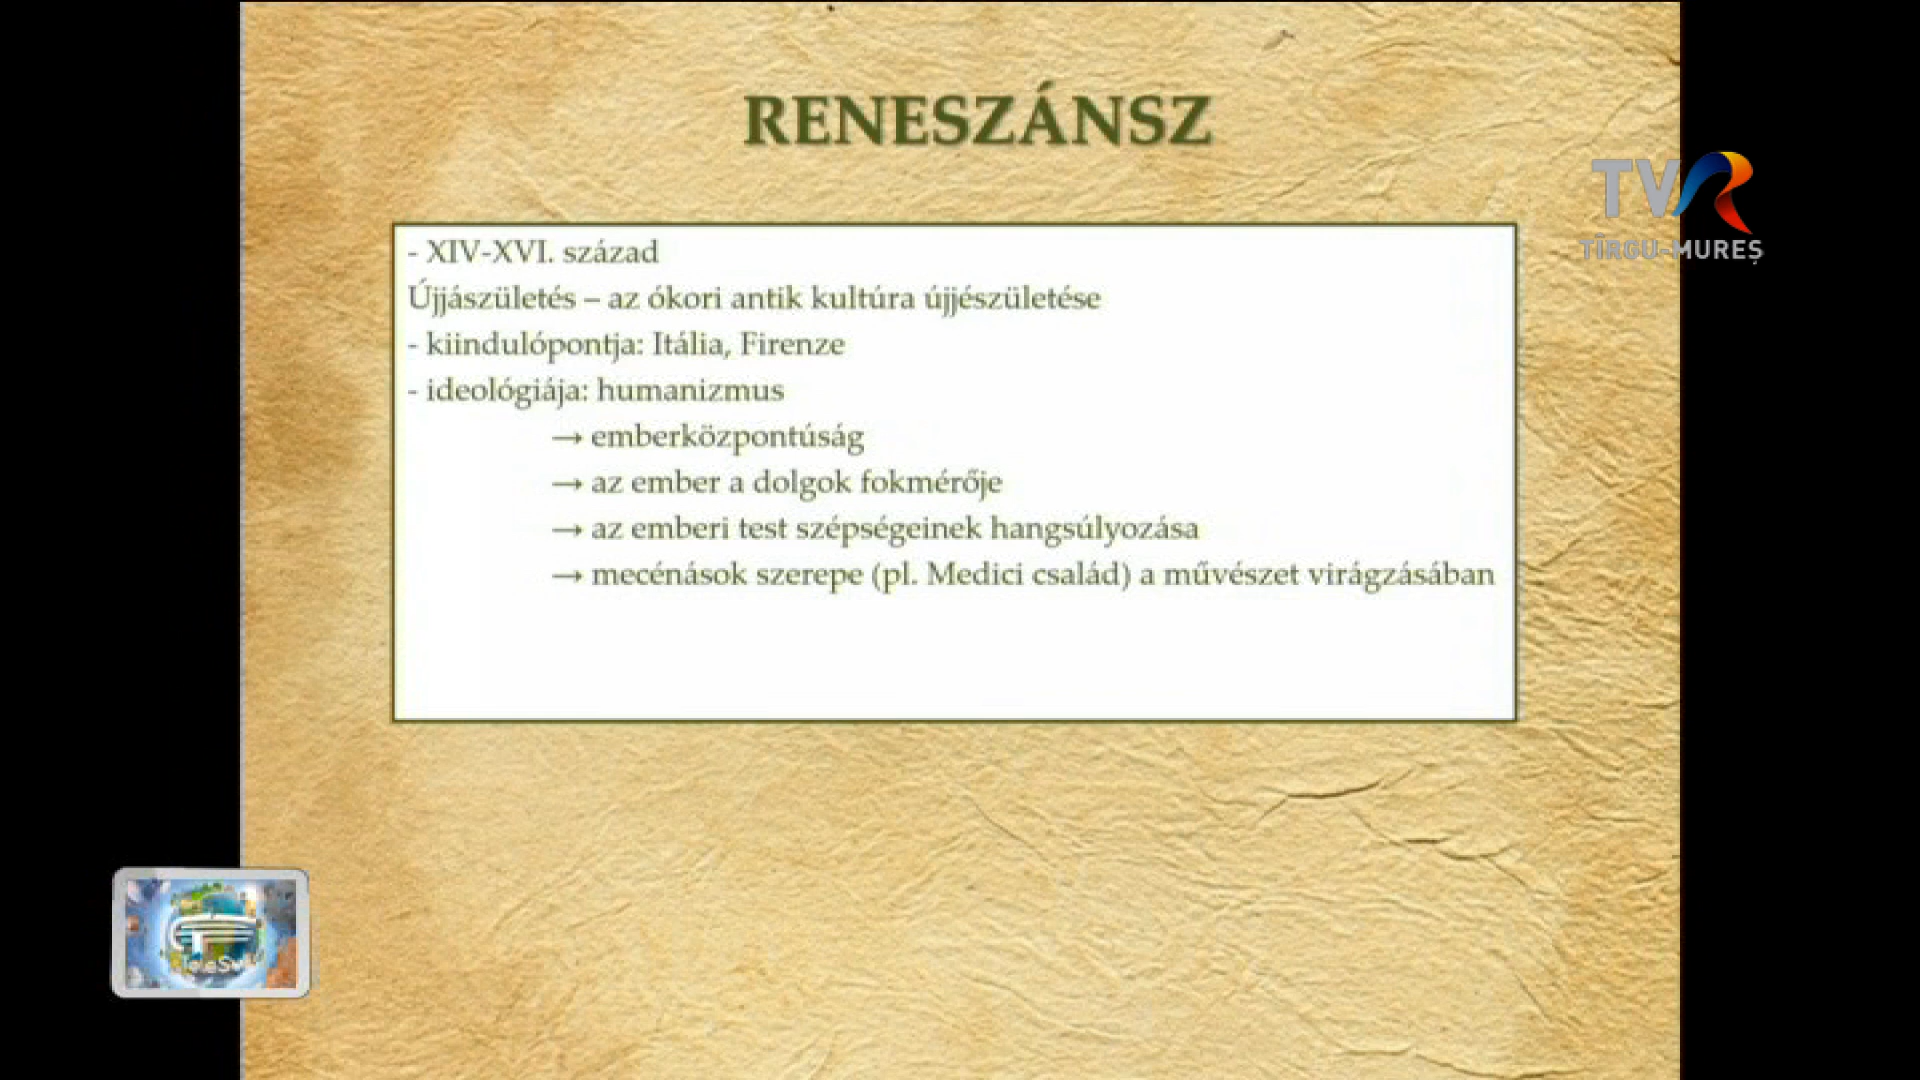 RENESZÁNSZ
TVR
TÎRGU-MUREȘ
- XIV-XVI. század
Újjászületés – az ókori antik kultúra újjészületése
- kiindulópontja: Itália, Firenze
- ideológiája: humanizmus
→ emberközpontúság
→ az ember a dolgok fokmérője
→ az emberi test szépségeinek hangsúlyozása
→ mecénások szerepe (pl. Medici család) a művészet virágzásában